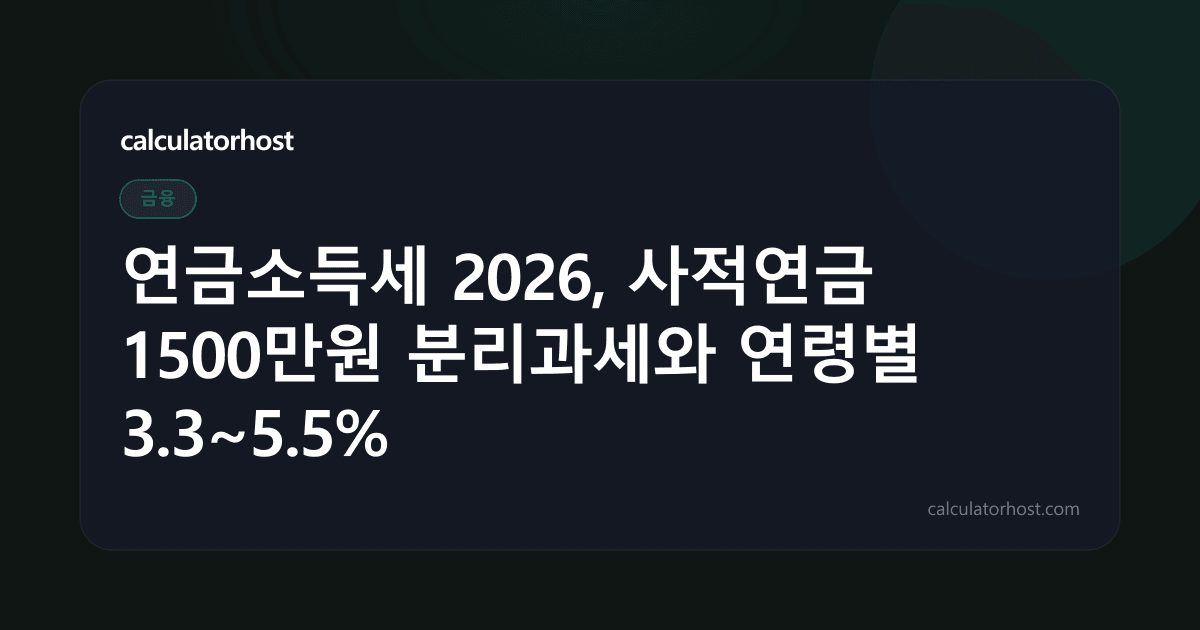 calculatorhost
금융
연금소득세 2026, 사적연금
1500만원 분리과세와 연령별
3.3~5.5%
calculatorhost.com